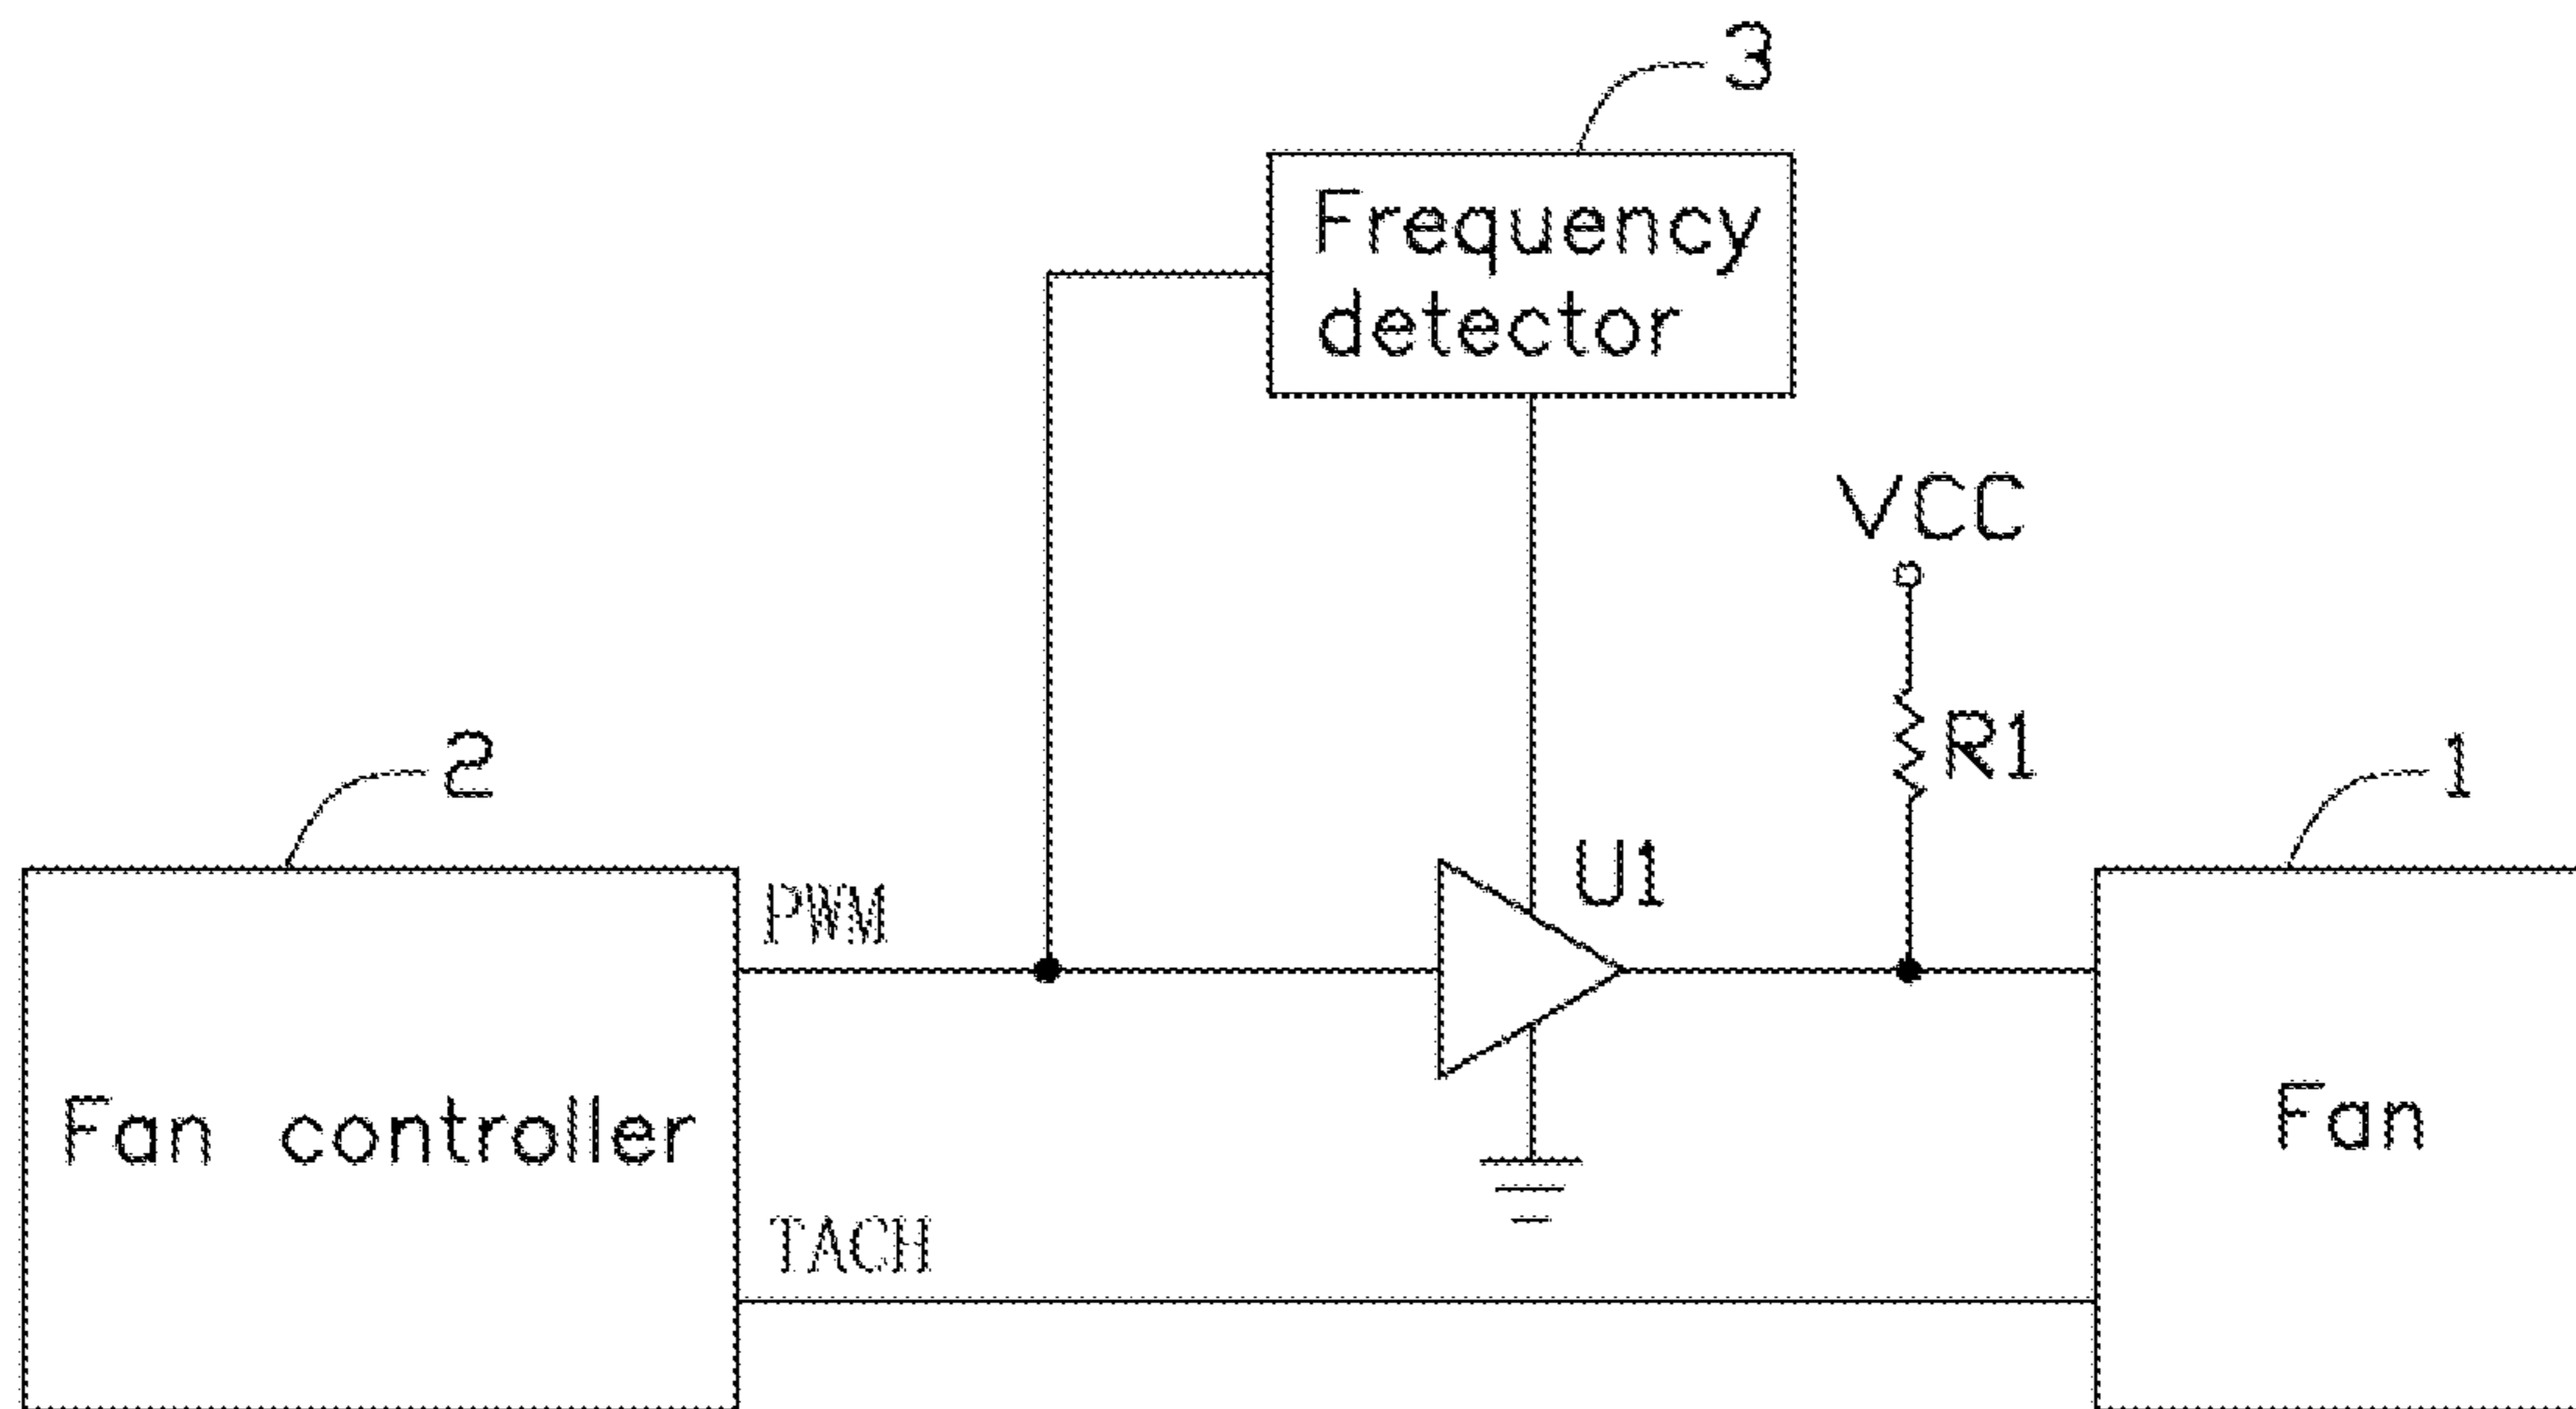 3
Frequency
detector
VCC
R1
2
1
U1
PWM
Fan controller
Fan
TACH